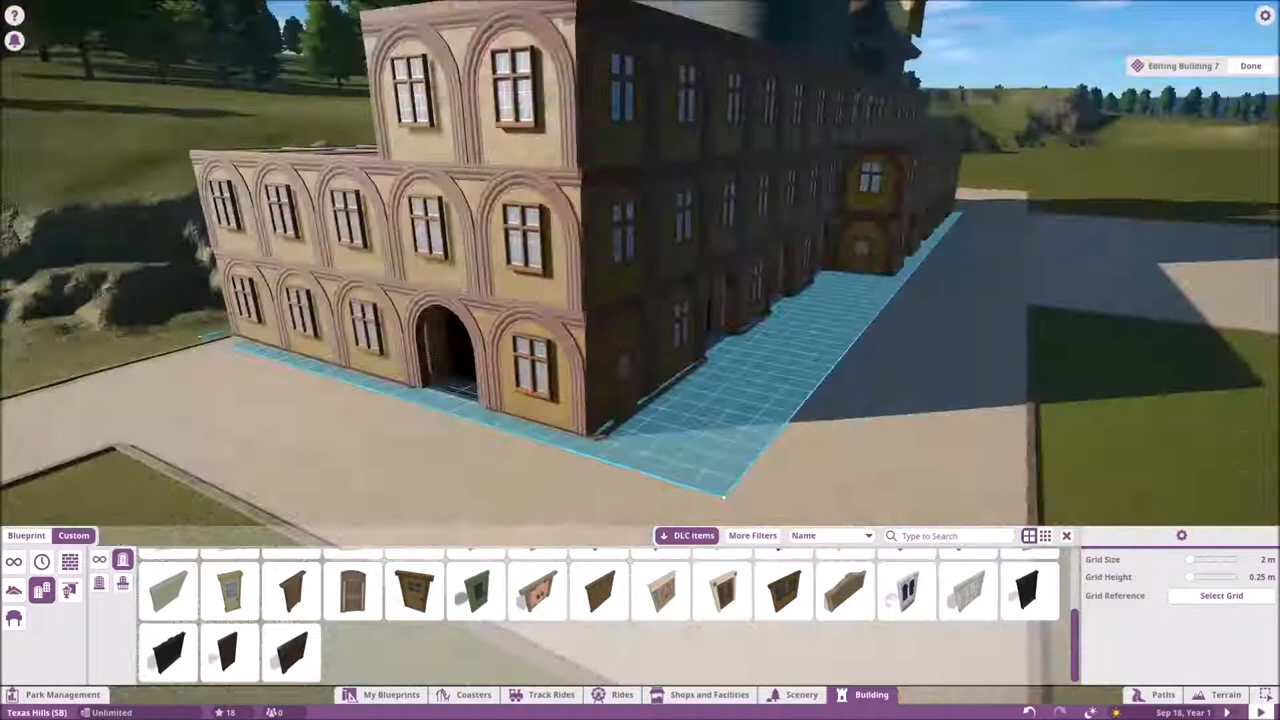 ?
Editing Building 7 Done
Blueprint Custom DLC Items More Filters Name Type to Search
Grid Size 2 m
Grid Height 0.25 m
Grid Reference Select Grid
Park Management My Blueprints Coasters Track Rides Rides Shops and Facilities Scenery Building Paths Terrain
Texas Hills (SB) Unlimited 18 0 Sep 18, Year 1